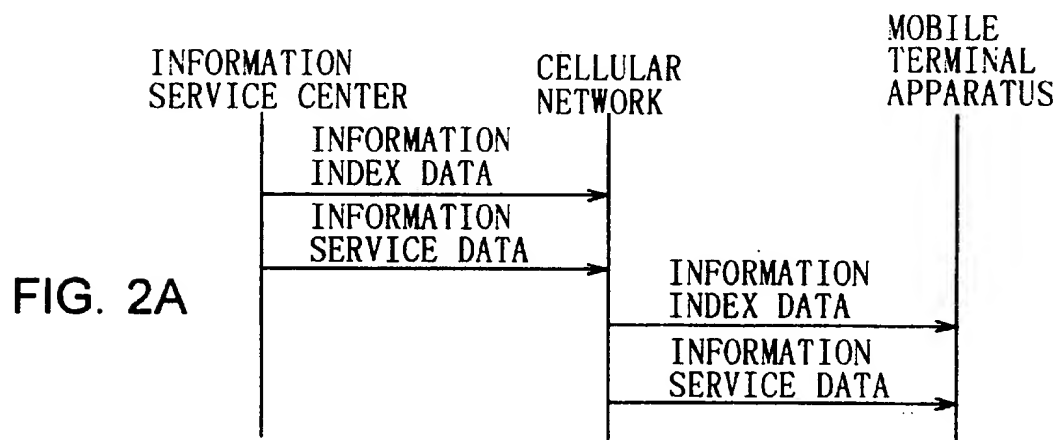 INFORMATION
SERVICE CENTER
CELLULAR
NETWORK
MOBILE
TERMINAL
APPARATUS
INFORMATION
INDEX DATA
INFORMATION
SERVICE DATA
FIG. 2A
INFORMATION
INDEX DATA
INFORMATION
SERVICE DATA